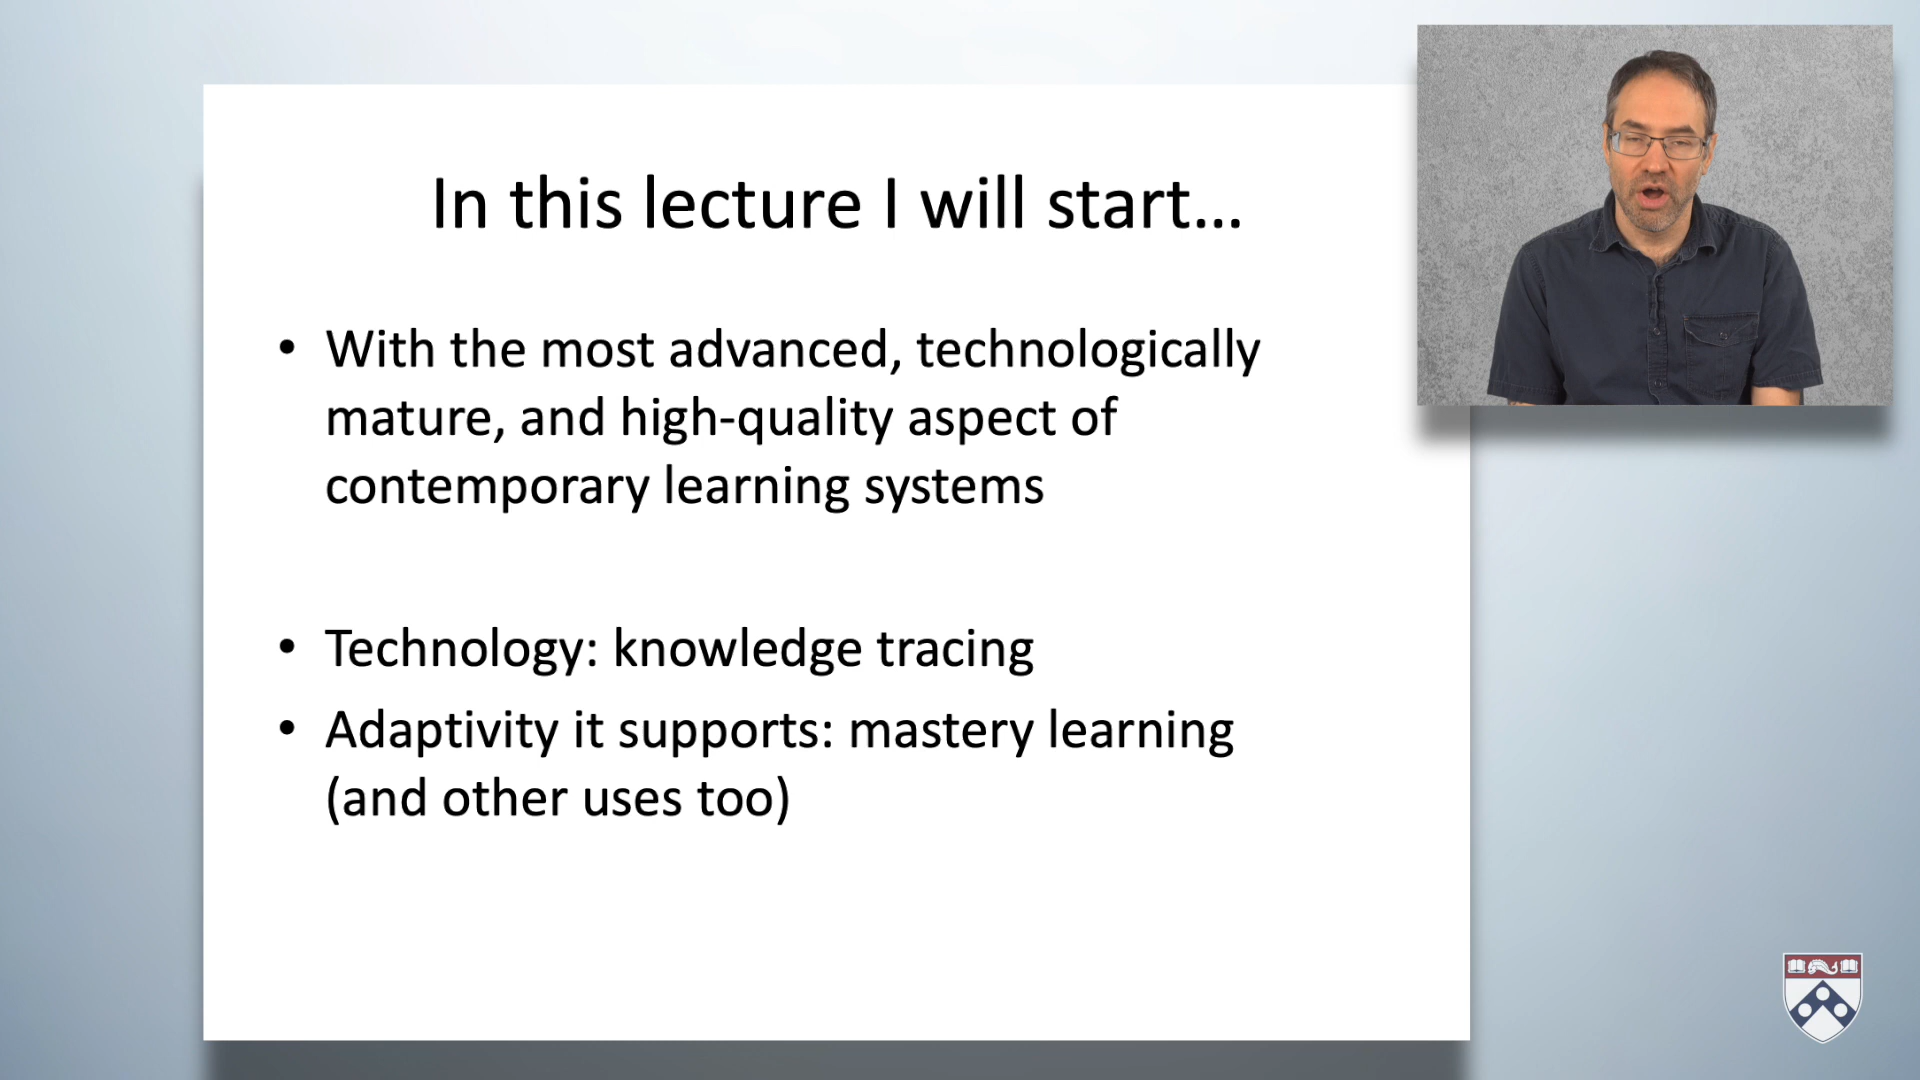 In this lecture I will start…
• With the most advanced, technologically
mature, and high-quality aspect of
contemporary learning systems
• Technology: knowledge tracing
• Adaptivity it supports: mastery learning
(and other uses too)